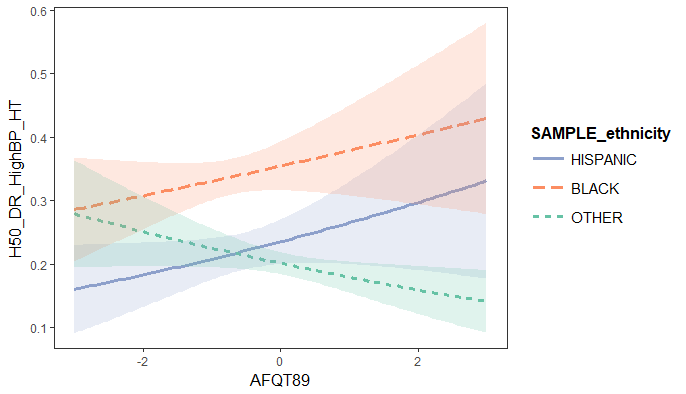 0.6
0.5
0.4
0.3
0.2
0.1
H50_DR_HighBP_HT
-2
0
2
AFQT89
SAMPLE_ethnicity
HISPANIC
BLACK
OTHER